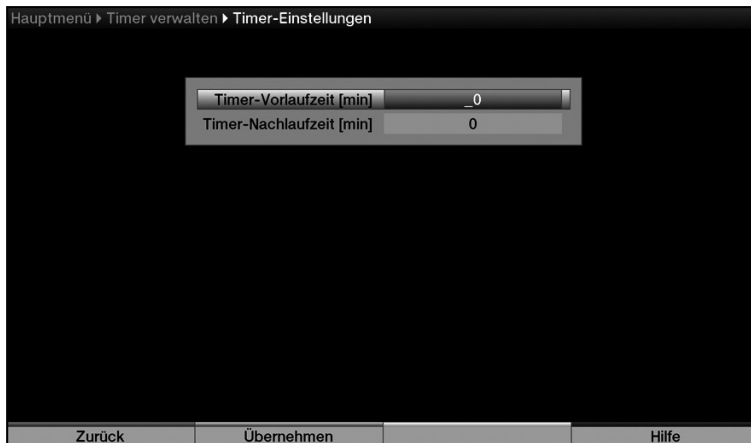 Hauptmenü ▸ Timer verwalten ▸ Timer-Einstellungen
Timer-Vorlaufzeit [min] _0
Timer-Nachlaufzeit [min] 0
Zurück Übernehmen Hilfe